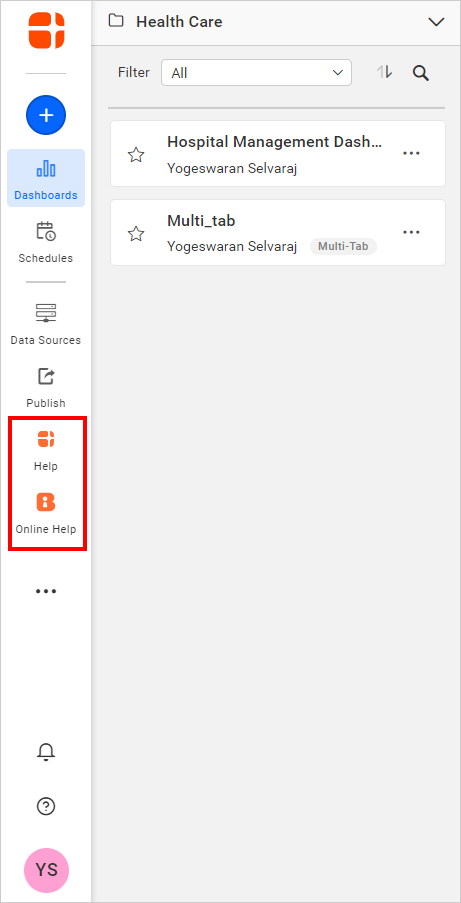 Health Care
Filter
All
Hospital Management Dash...
Yogeswaran Selvaraj
Multi_tab
Yogeswaran Selvaraj Multi-Tab
Dashboards
Schedules
Data Sources
Publish
Help
Online Help
YS